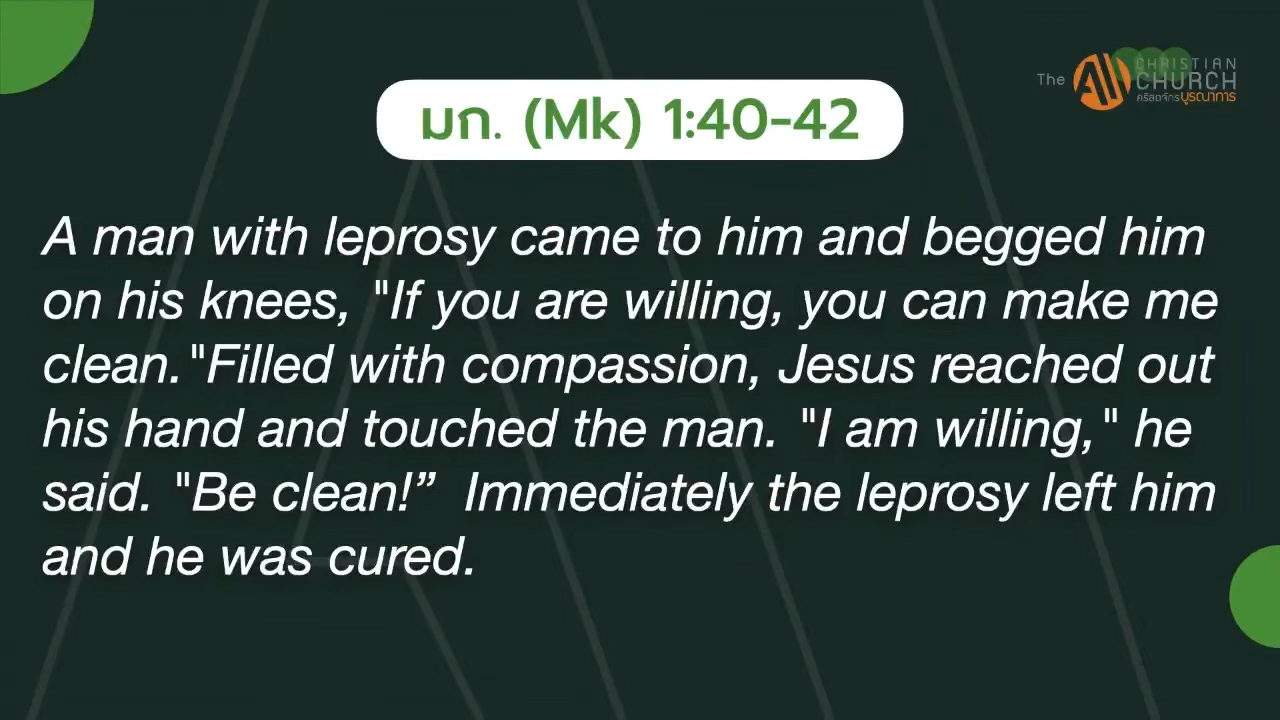 The All CHRISTIAN
CHURCH
คริสตจักรบูรณาการ
มก. (Mk) 1:40-42
A man with leprosy came to him and begged him
on his knees, "If you are willing, you can make me
clean."Filled with compassion, Jesus reached out
his hand and touched the man. "I am willing," he
said. "Be clean!”  Immediately the leprosy left him
and he was cured.